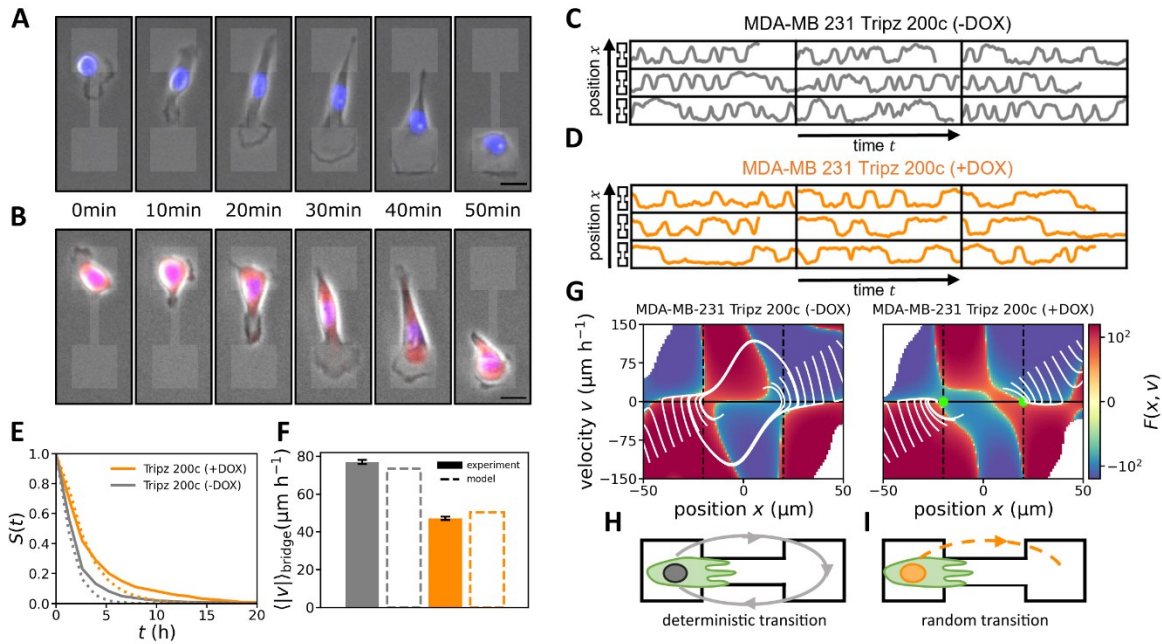 A
0min 10min 20min 30min 40min 50min
B
C
MDA-MB 231 Tripz 200c (-DOX)
position x
time t
D
MDA-MB 231 Tripz 200c (+DOX)
position x
time t
E
S(t)
1.0
0.8
0.6
0.4
0.2
0.0
Tripz 200c (+DOX)
Tripz 200c (-DOX)
0 5 10 15 20
t (h)
F
⟨|v|⟩bridge(μm h⁻¹)
80
60
40
20
0
experiment
model
G
MDA-MB-231 Tripz 200c (-DOX)
MDA-MB-231 Tripz 200c (+DOX)
velocity v (μm h⁻¹)
150
75
0
−75
−150
−50 0 50
position x (μm)
−50 0 50
position x (μm)
10²
0
−10²
F(x, v)
H
deterministic transition
I
random transition